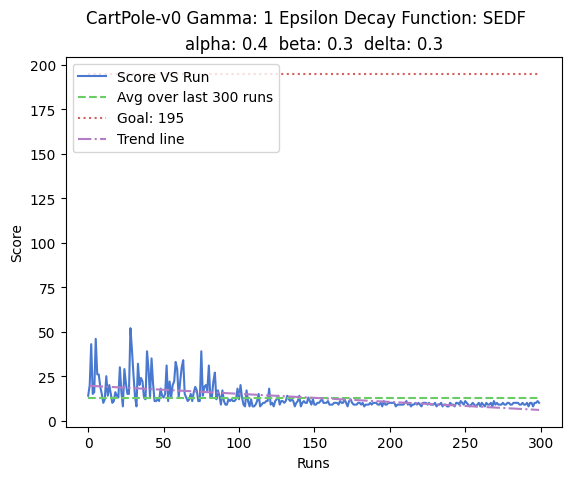 CartPole-v0 Gamma: 1 Epsilon Decay Function: SEDF
alpha: 0.4  beta: 0.3  delta: 0.3
Score VS Run
Avg over last 300 runs
Goal: 195
Trend line
200
175
150
125
100
75
50
25
0
Score
0
50
100
150
200
250
300
Runs